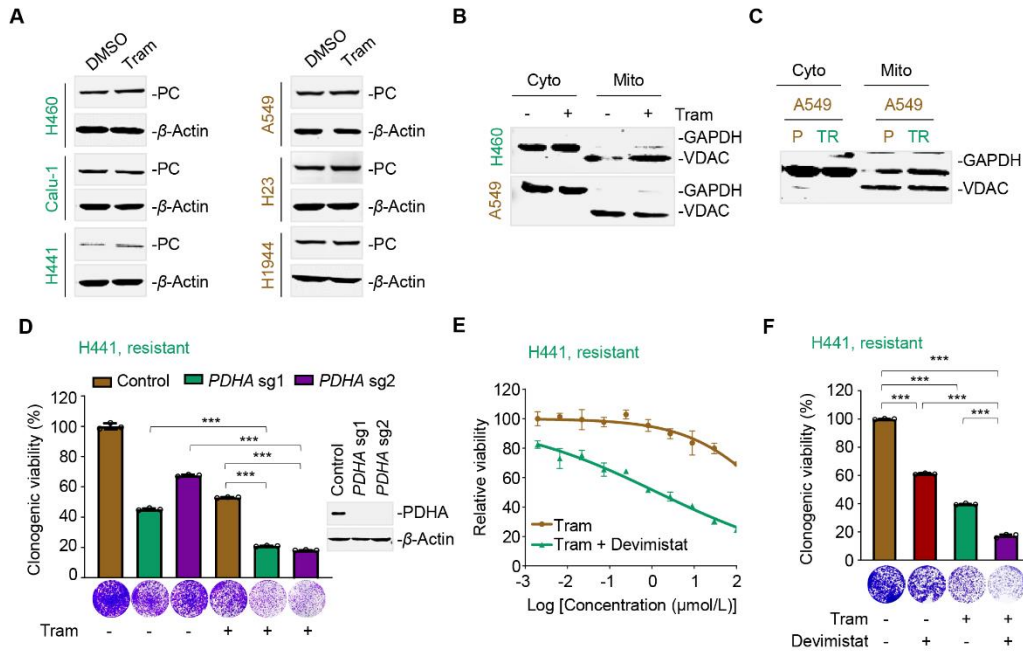 A
DMSO
Tram
H460
-PC
-β-Actin
Calu-1
-PC
-β-Actin
H441
-PC
-β-Actin
DMSO
Tram
A549
-PC
-β-Actin
H23
-PC
-β-Actin
H1944
-PC
-β-Actin
B
Cyto Mito
- + - + Tram
H460
-GAPDH
-VDAC
A549
-GAPDH
-VDAC
C
Cyto Mito
A549 A549
P TR P TR
-GAPDH
-VDAC
D
H441, resistant
Control PDHA sg1 PDHA sg2
Clonogenic viability (%)
120
100
80
60
40
20
0
***
***
***
***
Tram - - - + + +
Control
PDHA sg1
PDHA sg2
-PDHA
-β-Actin
E
H441, resistant
Relative viability
120
100
80
60
40
20
0
Tram
Tram + Devimistat
-3 -2 -1 0 1 2
Log [Concentration (μmol/L)]
F
H441, resistant
Clonogenic viability (%)
120
100
80
60
40
20
0
***
***
*** ***
***
Tram - - + +
Devimistat - + - +